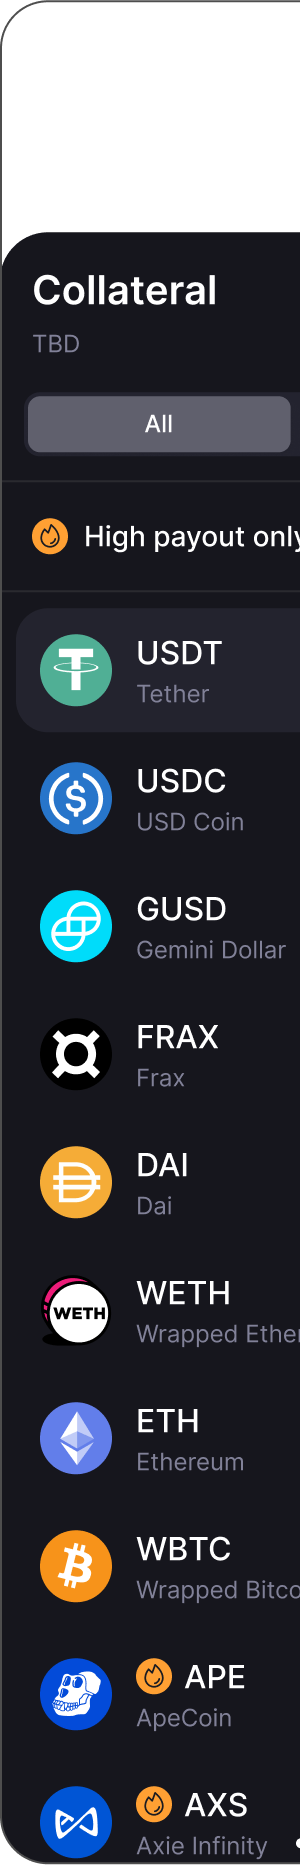 Collateral
TBD
All
High payout only
USDT
Tether
USDC
USD Coin
GUSD
Gemini Dollar
FRAX
Frax
DAI
Dai
WETH
WETH
Wrapped Ether
ETH
Ethereum
WBTC
Wrapped Bitco
APE
ApeCoin
AXS
Axie Infinity